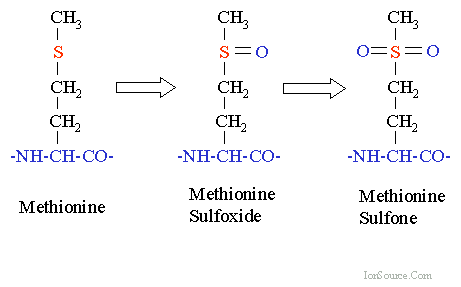 CH3 CH3 CH3
S S=O O=S=O
CH2 CH2 CH2
CH2 CH2 CH2
-NH-CH-CO- -NH-CH-CO- -NH-CH-CO-
Methionine
Methionine
Sulfoxide
Methionine
Sulfone
IonSource.Com